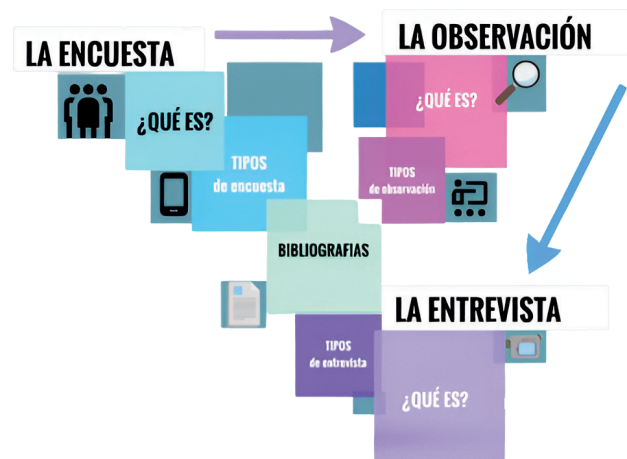 LA ENCUESTA
¿QUÉ ES?
TIPOS
de encuesta
LA OBSERVACIÓN
¿QUÉ ES?
TIPOS
de observación
BIBLIOGRAFIAS
LA ENTREVISTA
TIPOS
de entrevista
¿QUÉ ES?